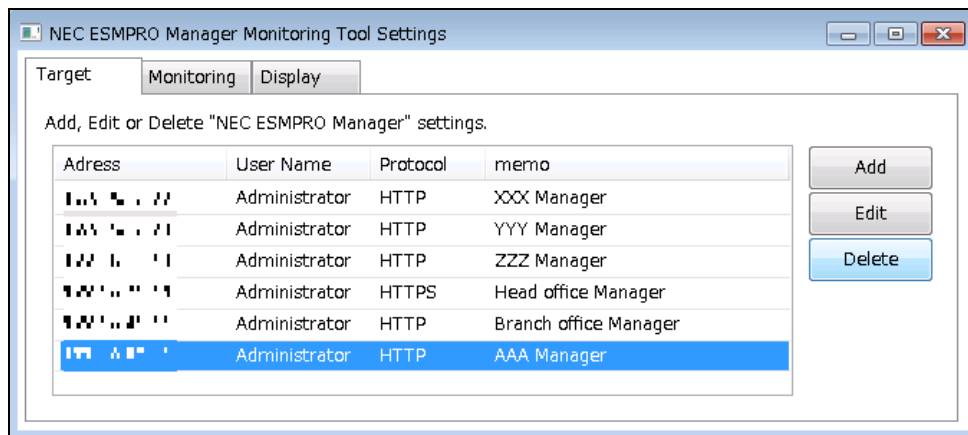 NEC ESMPRO Manager Monitoring Tool Settings
Target Monitoring Display
Add, Edit or Delete "NEC ESMPRO Manager" settings.
Adress User Name Protocol memo
Administrator HTTP XXX Manager
Administrator HTTP YYY Manager
Administrator HTTP ZZZ Manager
Administrator HTTPS Head office Manager
Administrator HTTP Branch office Manager
Administrator HTTP AAA Manager
Add
Edit
Delete